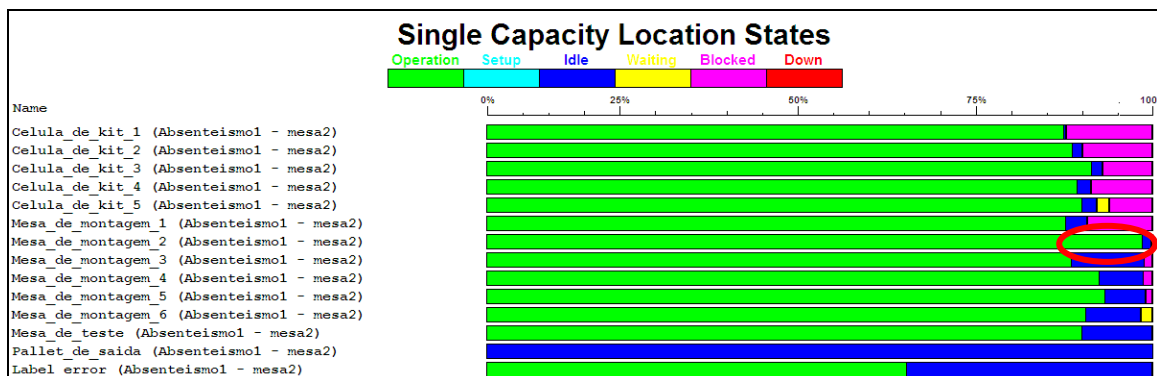 Single Capacity Location States
Operation Setup Idle Waiting Blocked Down
Name
0% 25% 50% 75% 100
Celula_de_kit_1 (Absenteismo1 - mesa2)
Celula_de_kit_2 (Absenteismo1 - mesa2)
Celula_de_kit_3 (Absenteismo1 - mesa2)
Celula_de_kit_4 (Absenteismo1 - mesa2)
Celula_de_kit_5 (Absenteismo1 - mesa2)
Mesa_de_montagem_1 (Absenteismo1 - mesa2)
Mesa_de_montagem_2 (Absenteismo1 - mesa2)
Mesa_de_montagem_3 (Absenteismo1 - mesa2)
Mesa_de_montagem_4 (Absenteismo1 - mesa2)
Mesa_de_montagem_5 (Absenteismo1 - mesa2)
Mesa_de_montagem_6 (Absenteismo1 - mesa2)
Mesa_de_teste (Absenteismo1 - mesa2)
Pallet_de_saida (Absenteismo1 - mesa2)
Label error (Absenteismo1 - mesa2)